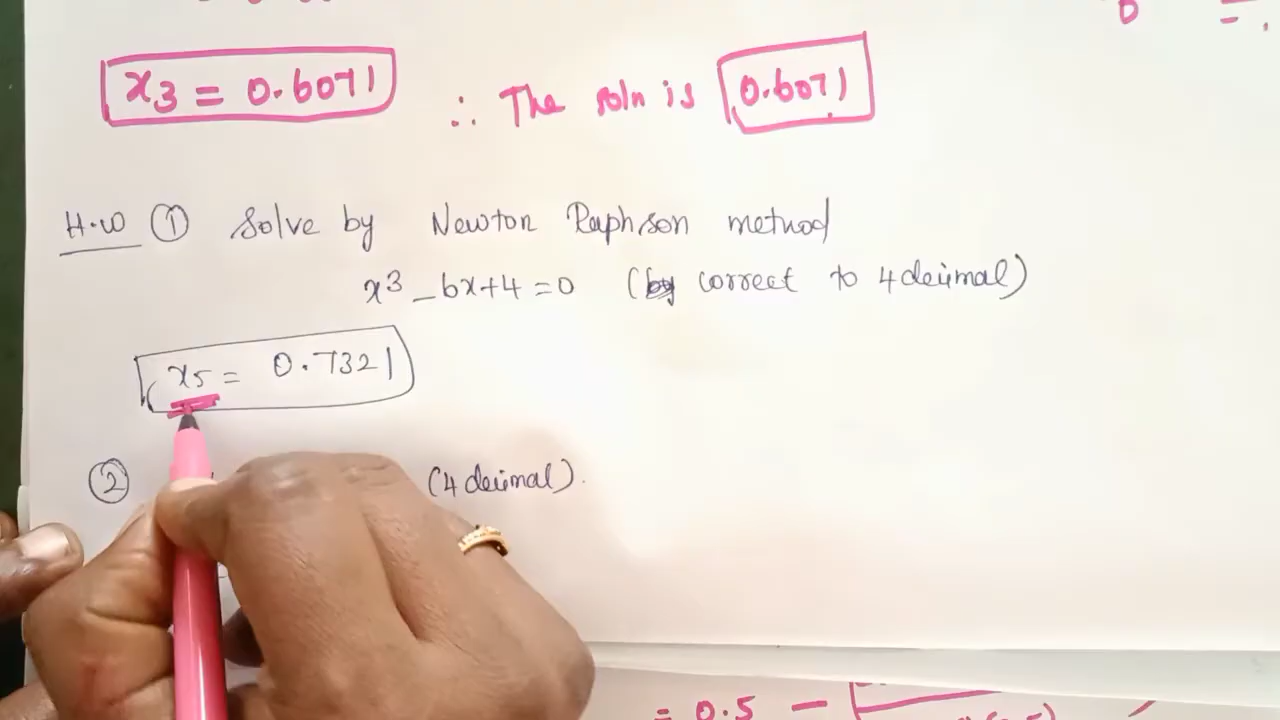 x3 = 0.6071 ∴ The soln is 0.6071
H.W ① Solve by Newton Raphson method
x³ - 6x+4 = 0 (by correct to 4 decimal)
x5 = 0.7321
② (4 decimal).
= 0.5 -